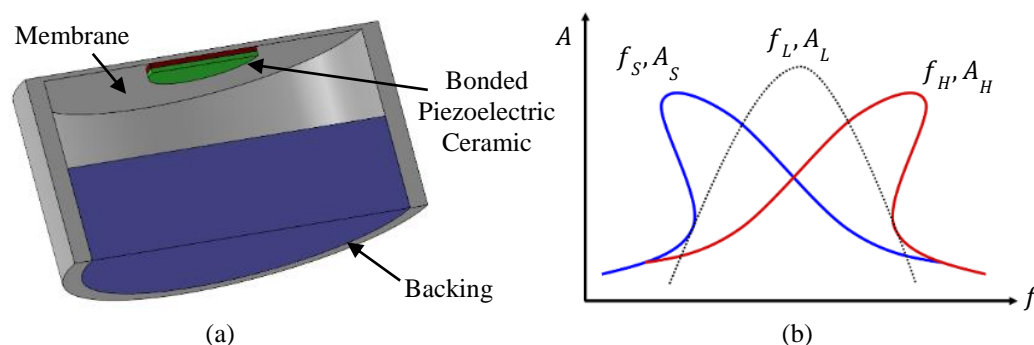 Membrane
Bonded
Piezoelectric
Ceramic
Backing
(a)
A
f_S, A_S
f_L, A_L
f_H, A_H
f
(b)